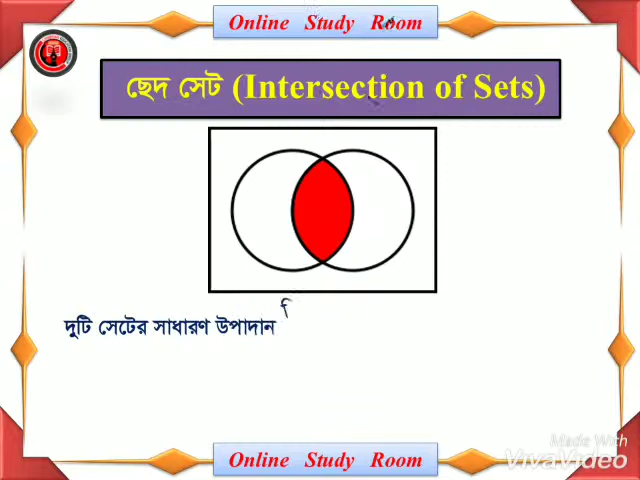 Online Study Room
ছেদ সেট (Intersection of Sets)
দুটি সেটের সাধারণ উপাদান
Online Study Room
Made With
VivaVideo